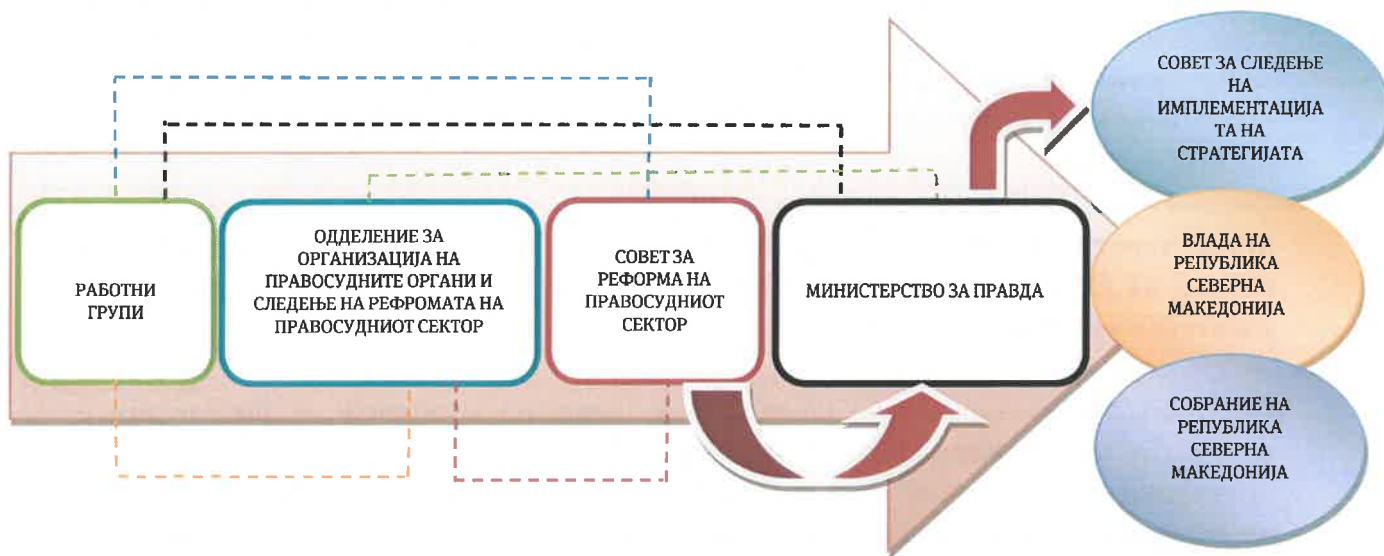 РАБОТНИ
ГРУПИ
ОДДЕЛЕНИЕ ЗА
ОРГАНИЗАЦИЈА НА
ПРАВОСУДНИТЕ ОРГАНИ И
СЛЕДЕЊЕ НА РЕФРОМАТА НА
ПРАВОСУДНИОТ СЕКТОР
СОВЕТ ЗА
РЕФОРМА НА
ПРАВОСУДНИОТ
СЕКТОР
МИНИСТЕРСТВО ЗА ПРАВДА
СОВЕТ ЗА СЛЕДЕЊЕ
НА
ИМПЛЕМЕНТАЦИЈА
ТА НА
СТРАТЕГИЈАТА
ВЛАДА НА
РЕПУБЛИКА
СЕВЕРНА
МАКЕДОНИЈА
СОБРАНИЕ НА
РЕПУБЛИКА
СЕВЕРНА
МАКЕДОНИЈА